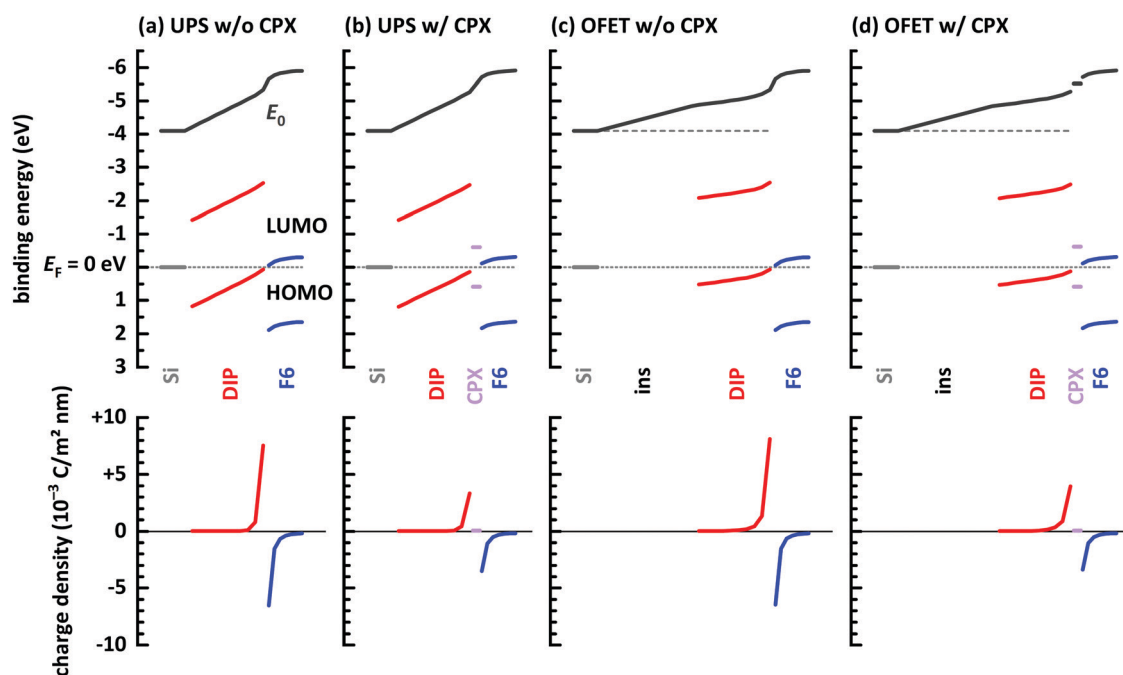 (a) UPS w/o CPX (b) UPS w/ CPX (c) OFET w/o CPX (d) OFET w/ CPX
binding energy (eV)
-6
-5
-4
-3
-2
-1
E_F = 0 eV
1
2
3
E₀
LUMO
HOMO
Si DIP F6
Si DIP CPX F6
Si ins DIP F6
Si ins DIP CPX F6
charge density (10⁻³ C/m² nm)
+10
+5
0
-5
-10